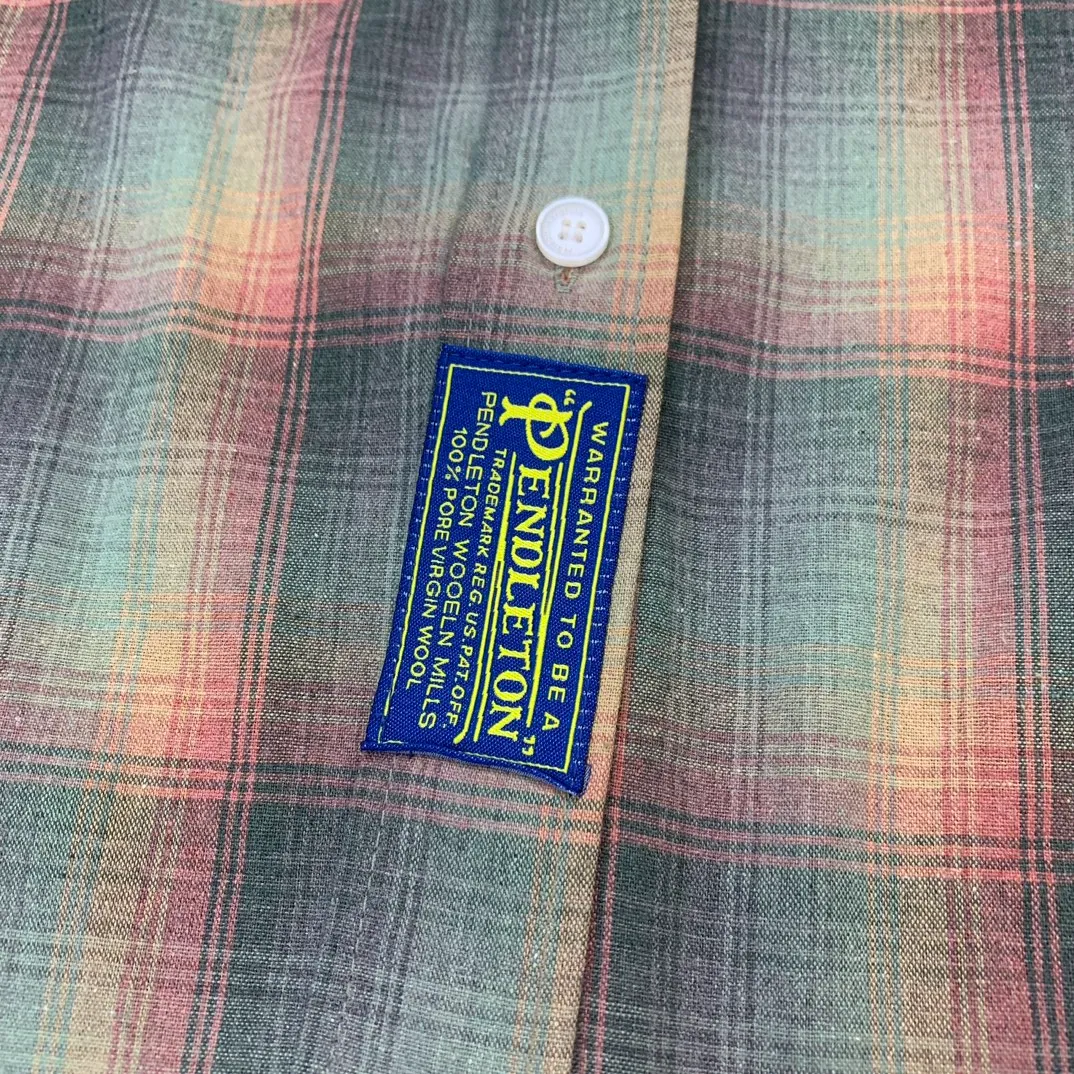 WARRANTED TO BE A
"PENDLETON"
TRADEMARK REG. US.PAT.OFF.
PENDLETON WOOELN MILLS
100% PORE VIRGIN WOOL